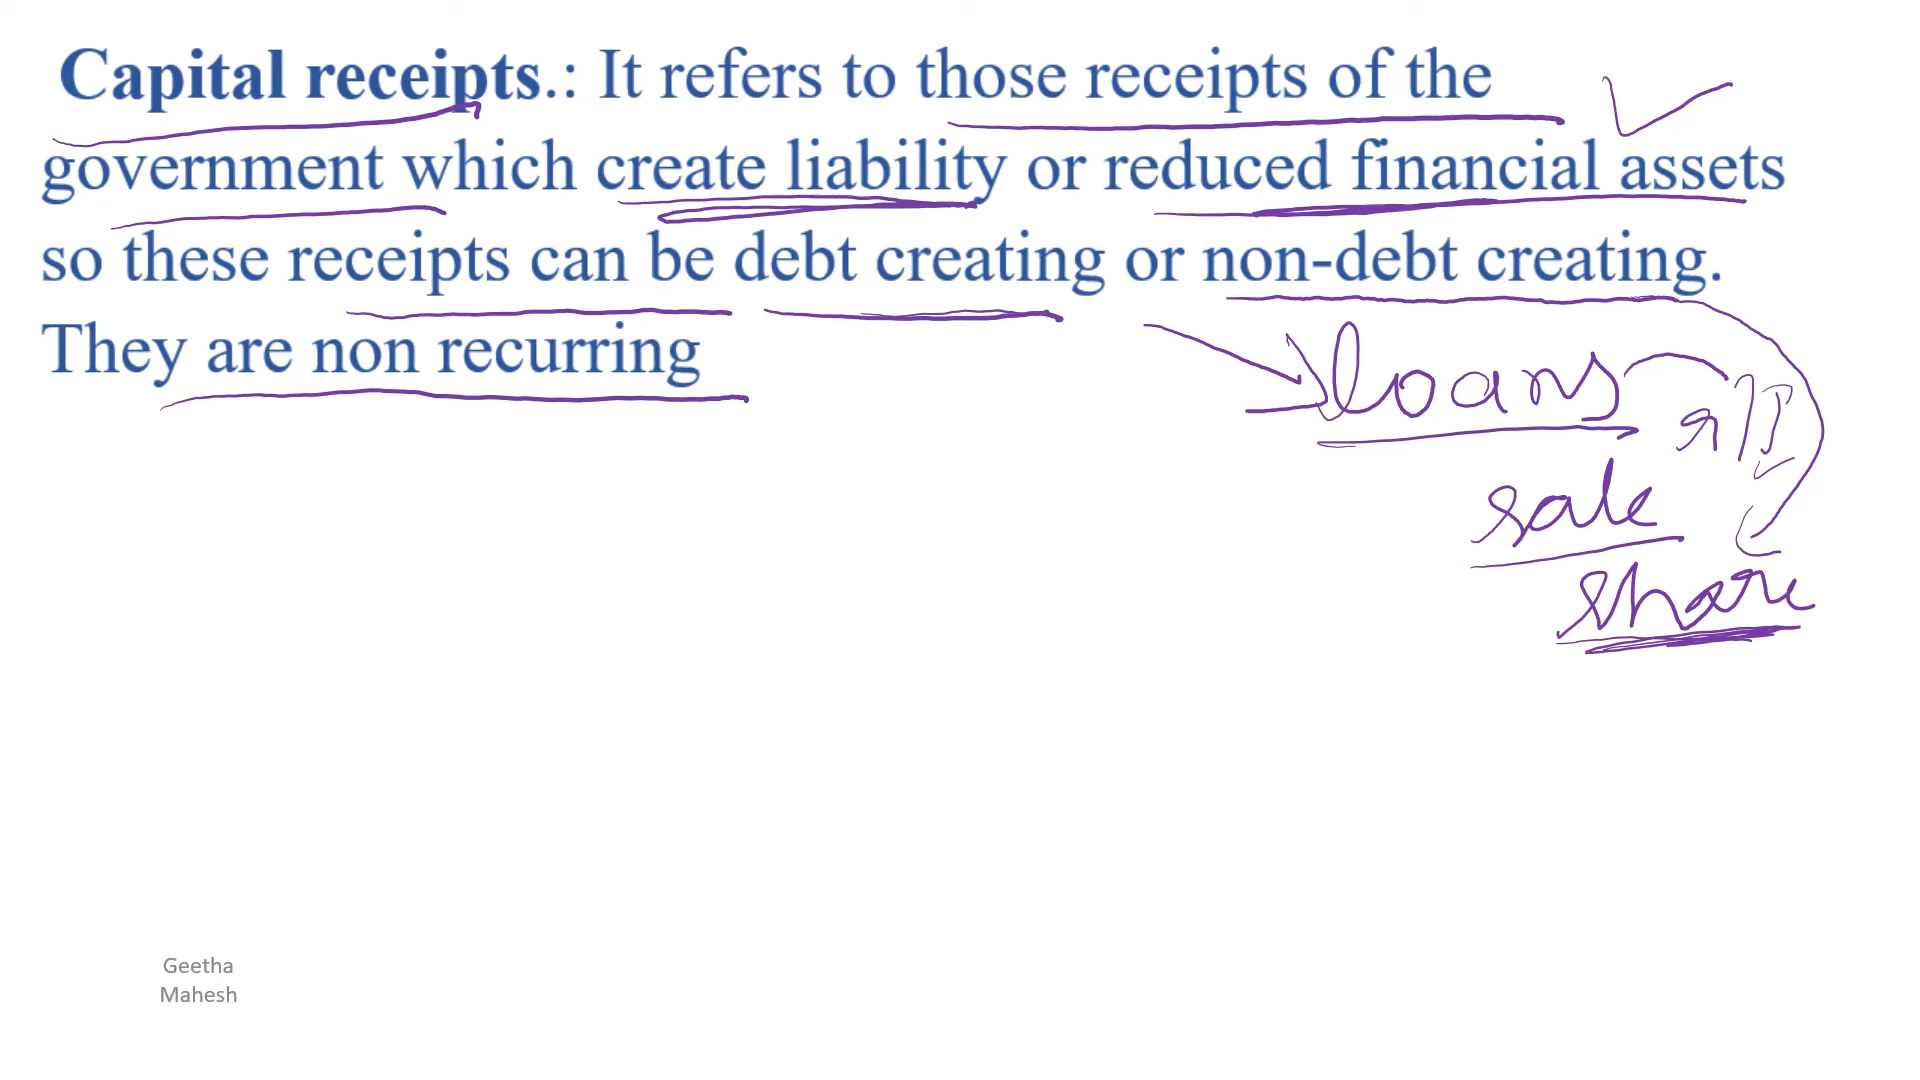 Capital receipts.: It refers to those receipts of the
government which create liability or reduced financial assets
so these receipts can be debt creating or non-debt creating.
They are non recurring
loans
sale
share
Geetha
Mahesh